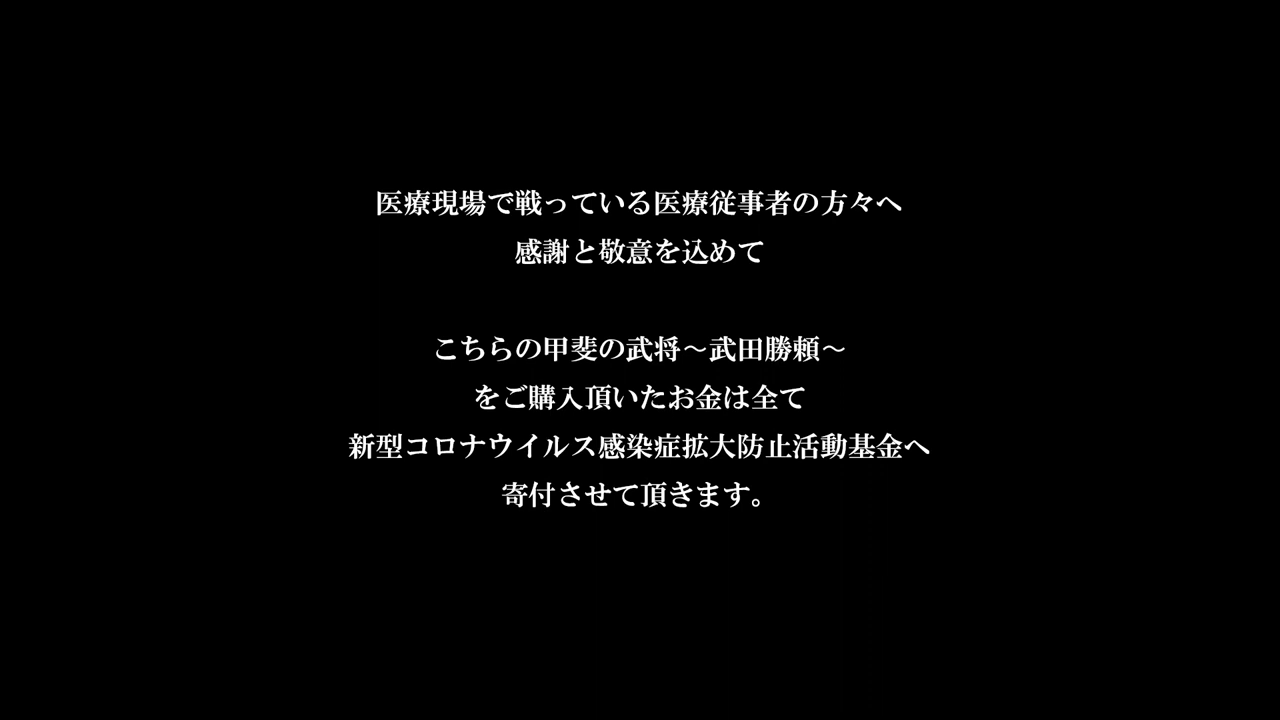 医療現場で戦っている医療従事者の方々へ
感謝と敬意を込めて
こちらの甲斐の武将～武田勝頼～
をご購入頂いたお金は全て
新型コロナウイルス感染症拡大防止活動基金へ
寄付させて頂きます。